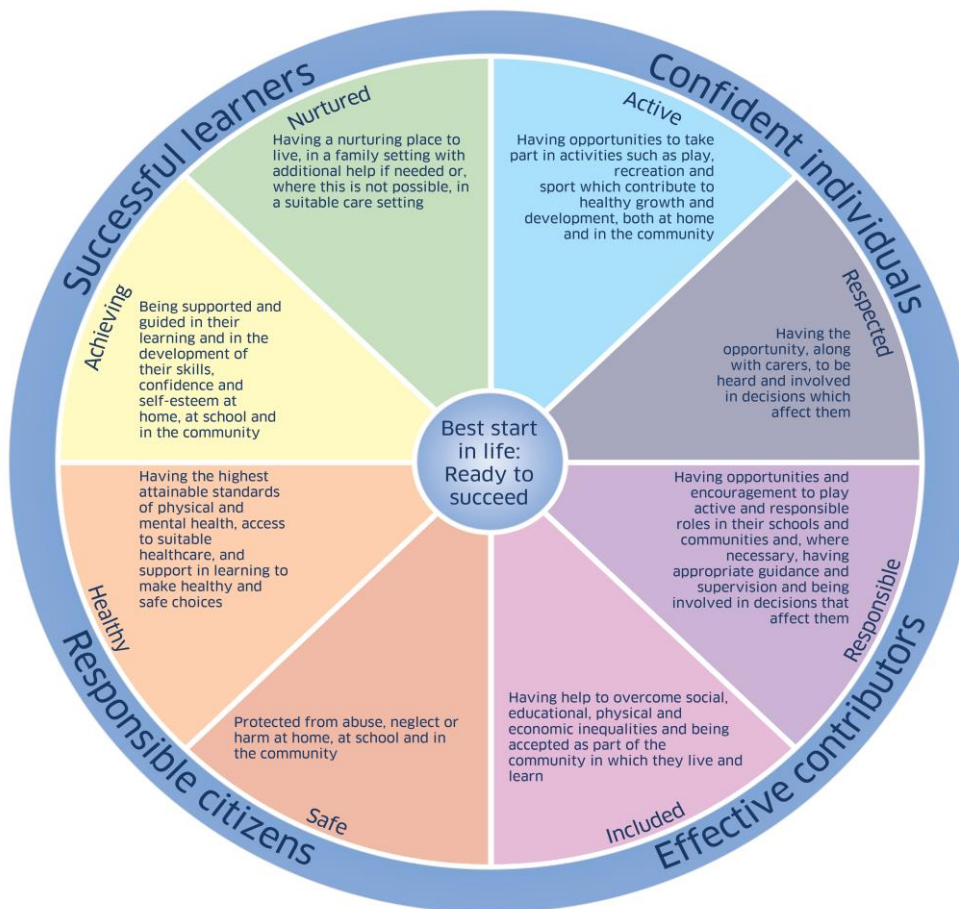 Successful learners
Confident individuals
Nurtured
Having a nurturing place to
live, in a family setting with
additional help if needed or,
where this is not possible, in
a suitable care setting
Active
Having opportunities to take
part in activities such as play,
recreation and
sport which contribute to
healthy growth and
development, both at home
and in the community
Achieving
Being supported and
guided in their
learning and in the
development of
their skills,
confidence and
self-esteem at
home, at school and
in the community
Respected
Having the
opportunity, along
with carers, to be
heard and involved
in decisions which
affect them
Best start
in life:
Ready to
succeed
Healthy
Having the highest
attainable standards
of physical and
mental health, access
to suitable
healthcare, and
support in learning to
make healthy and
safe choices
Responsible
Having opportunities and
encouragement to play
active and responsible
roles in their schools and
communities and, where
necessary, having
appropriate guidance and
supervision and being
involved in decisions that
affect them
Protected from abuse, neglect or
harm at home, at school and in
the community
Safe
Having help to overcome social,
educational, physical and
economic inequalities and being
accepted as part of the
community in which they live and
learn
Included
Responsible citizens
Effective contributors